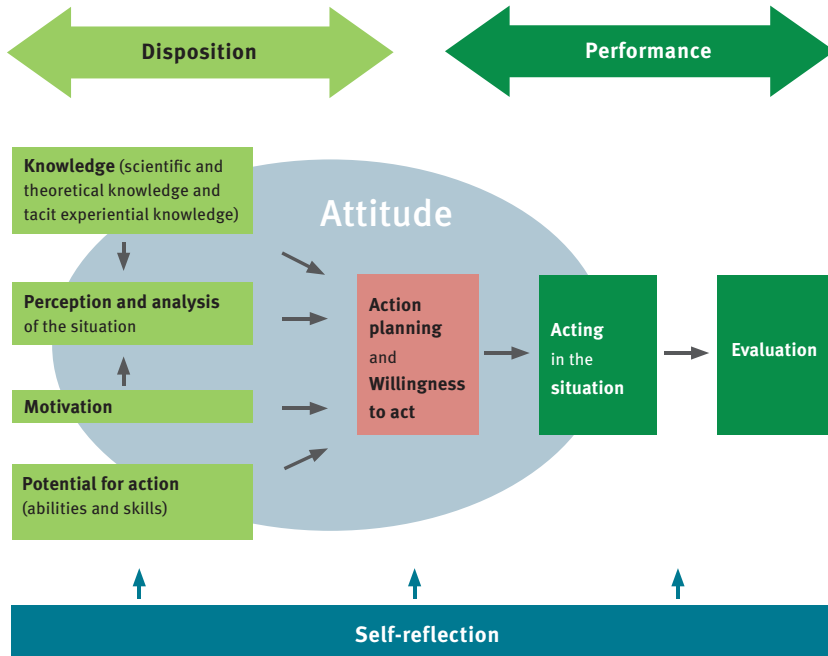 Disposition
Performance
Knowledge (scientific and
theoretical knowledge and
tacit experiential knowledge)
Attitude
Perception and analysis
of the situation
Motivation
Potential for action
(abilities and skills)
Action
planning
and
Willingness
to act
Acting
in the
situation
Evaluation
Self-reflection